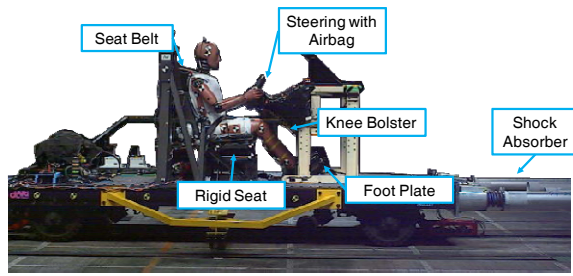 Steering with
Airbag
Seat Belt
Knee Bolster
Shock
Absorber
Rigid Seat
Foot Plate